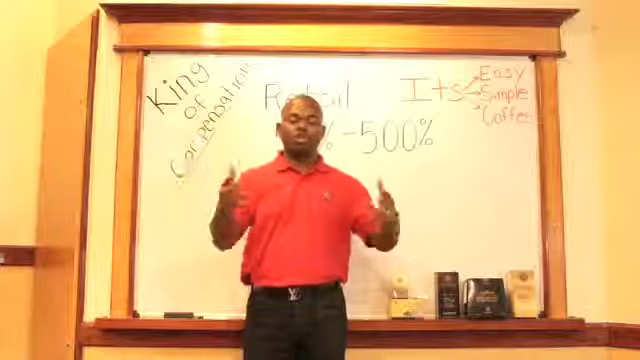 King
of
Compensation
Retail
% -500%
Its
Easy
Simple
Coffee